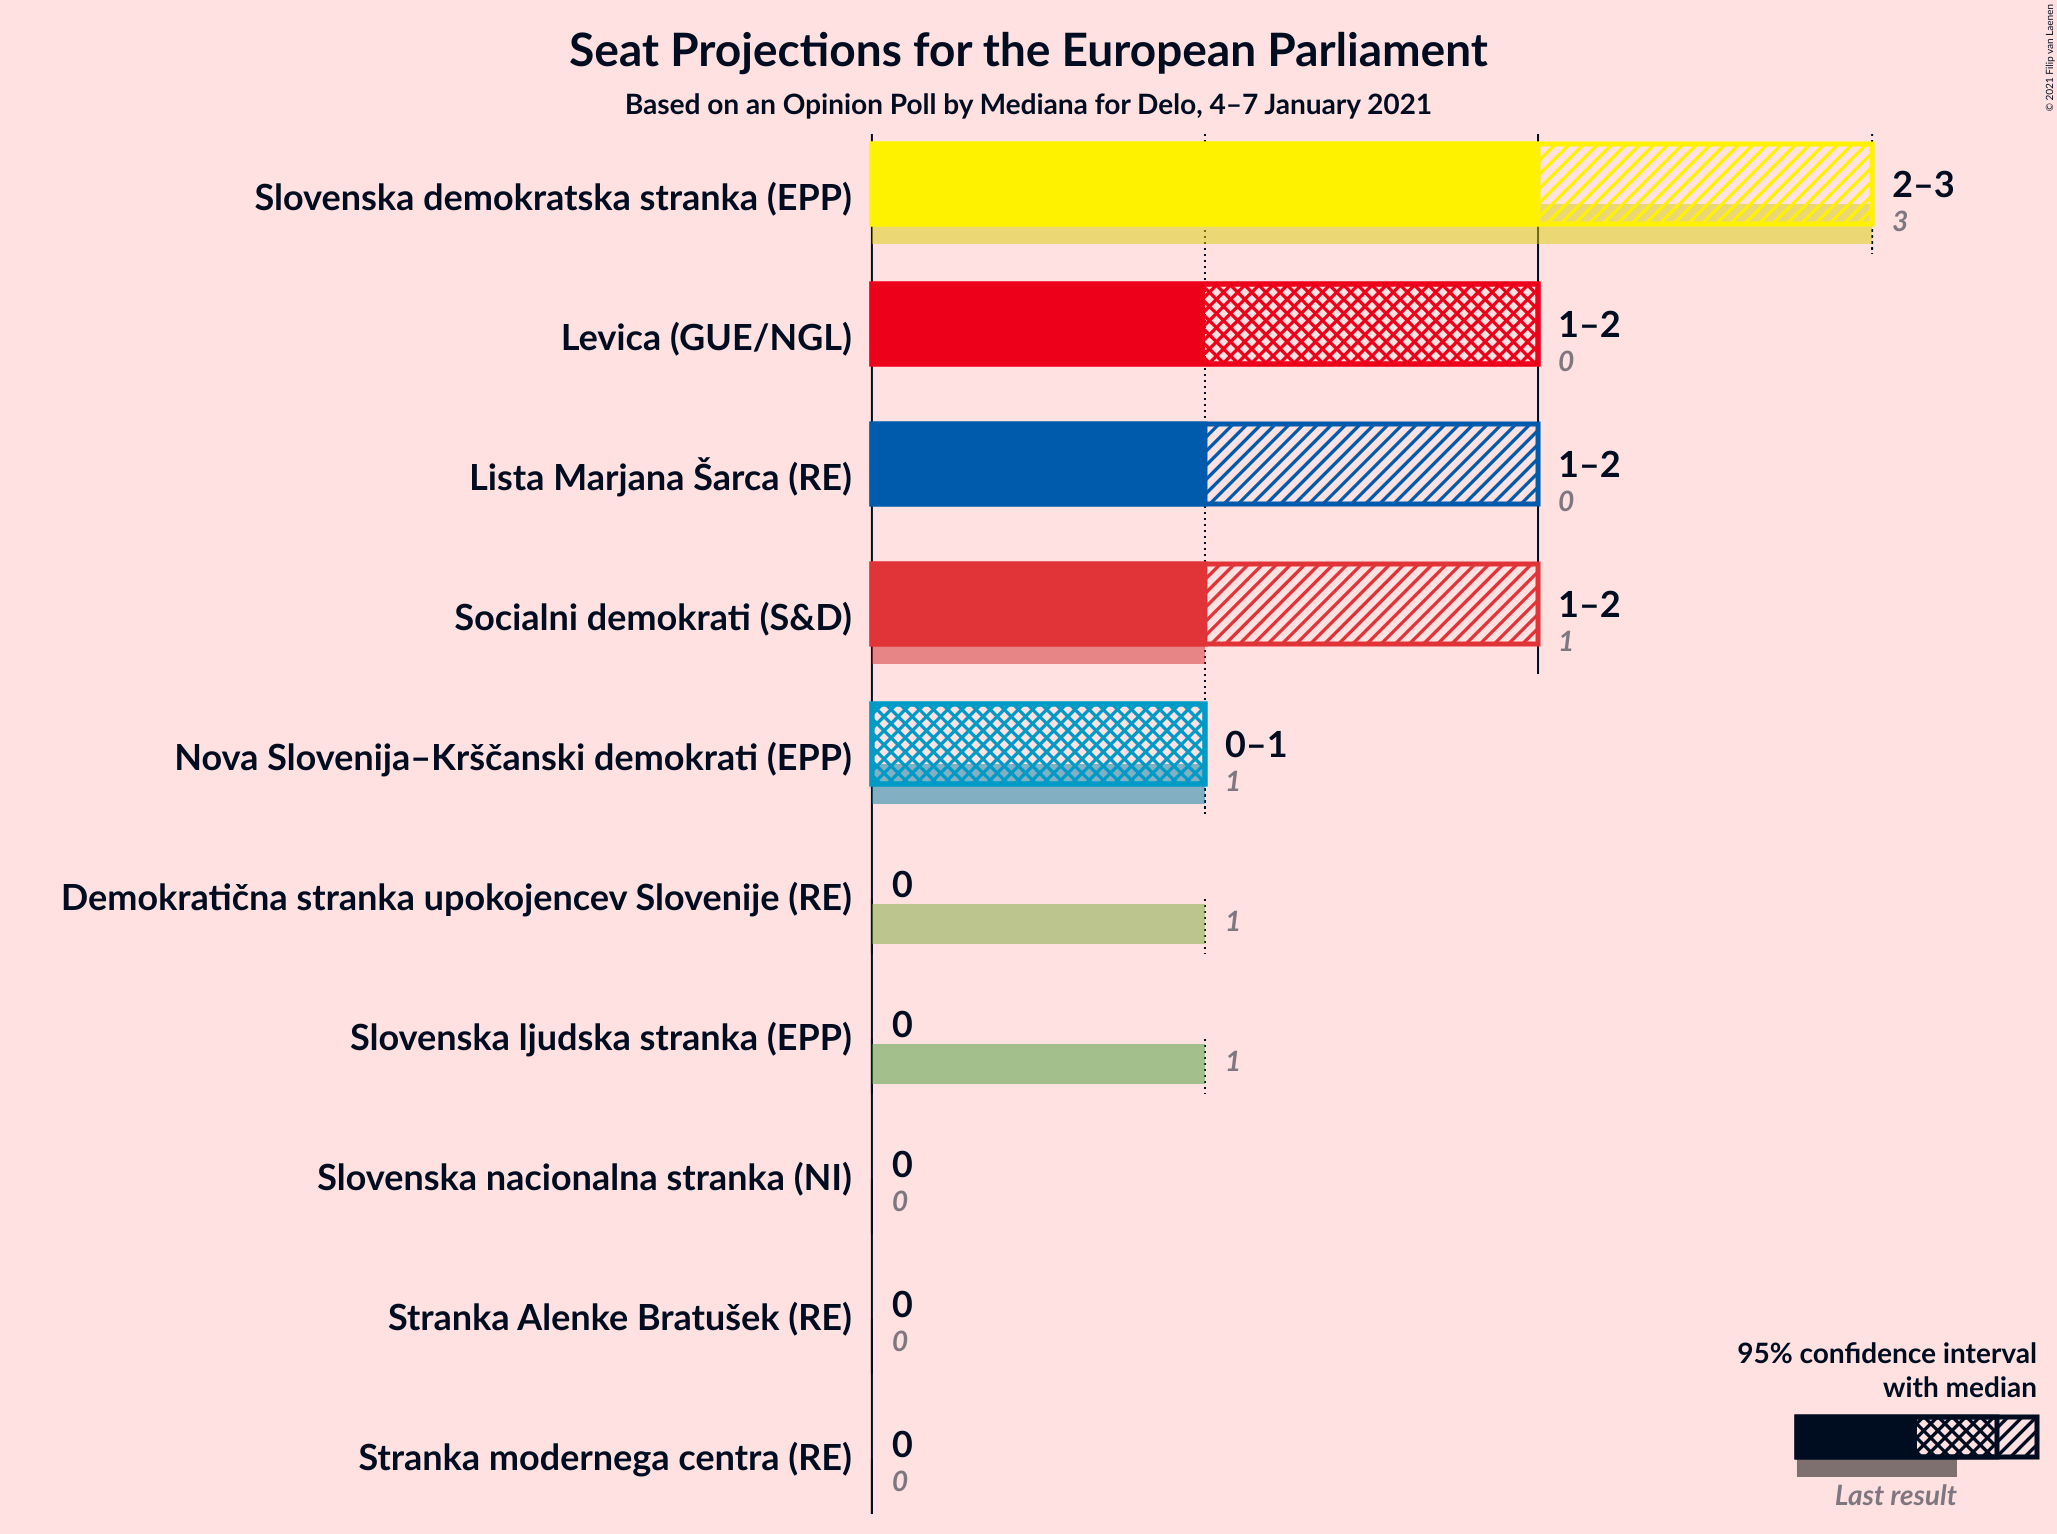 Seat Projections for the European Parliament
Based on an Opinion Poll by Mediana for Delo, 4–7 January 2021
© 2021 Filip van Laenen
Slovenska demokratska stranka (EPP)
2–3
3
Levica (GUE/NGL)
1–2
0
Lista Marjana Šarca (RE)
1–2
0
Socialni demokrati (S&D)
1–2
1
Nova Slovenija–Krščanski demokrati (EPP)
0–1
1
Demokratična stranka upokojencev Slovenije (RE)
0
1
Slovenska ljudska stranka (EPP)
0
1
Slovenska nacionalna stranka (NI)
0
0
Stranka Alenke Bratušek (RE)
0
0
Stranka modernega centra (RE)
0
0
95% confidence interval
with median
Last result